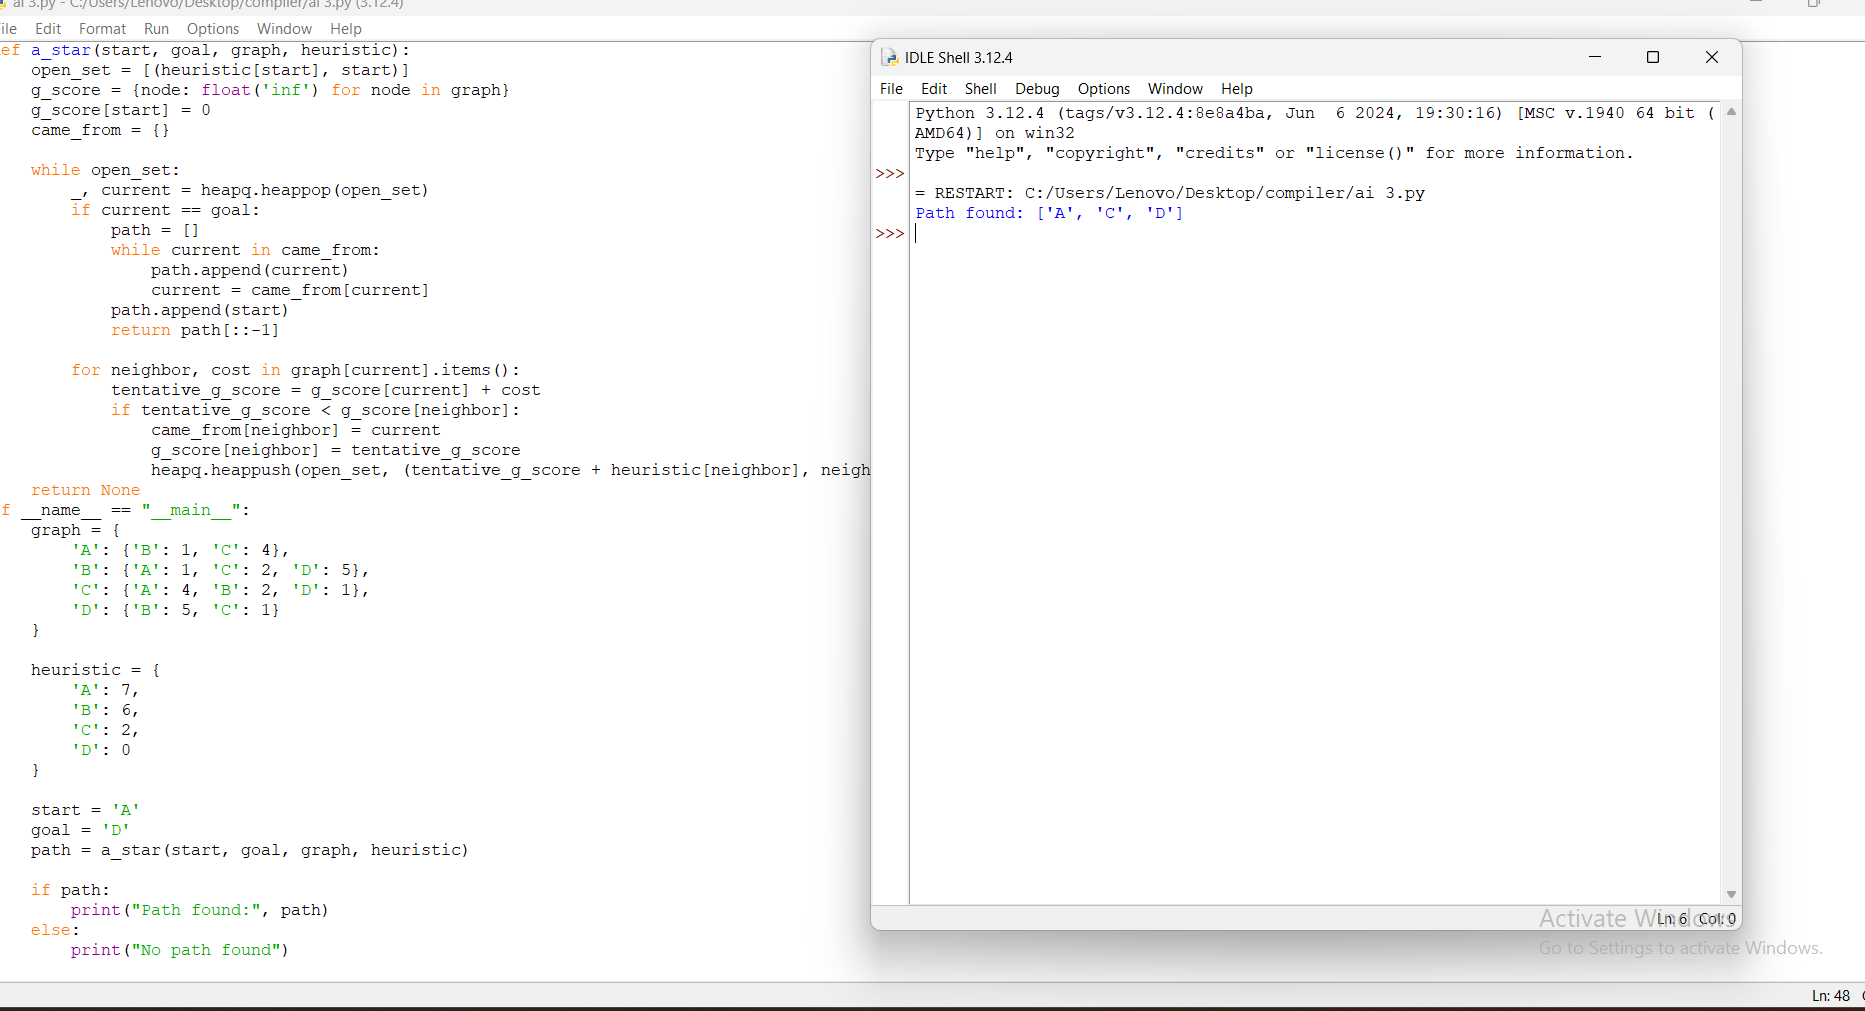 ai 3.py - C:/Users/Lenovo/Desktop/compiler/ai 3.py (3.12.4)
ile Edit Format Run Options Window Help
ef a_star(start, goal, graph, heuristic):
    open_set = [(heuristic[start], start)]
    g_score = {node: float('inf') for node in graph}
    g_score[start] = 0
    came_from = {}
    while open_set:
        _, current = heapq.heappop(open_set)
        if current == goal:
            path = []
            while current in came_from:
                path.append(current)
                current = came_from[current]
            path.append(start)
            return path[::-1]
        for neighbor, cost in graph[current].items():
            tentative_g_score = g_score[current] + cost
            if tentative_g_score < g_score[neighbor]:
                came_from[neighbor] = current
                g_score[neighbor] = tentative_g_score
                heapq.heappush(open_set, (tentative_g_score + heuristic[neighbor], neigh
    return None
f __name__ == "__main__":
    graph = {
        'A': {'B': 1, 'C': 4},
        'B': {'A': 1, 'C': 2, 'D': 5},
        'C': {'A': 4, 'B': 2, 'D': 1},
        'D': {'B': 5, 'C': 1}
    }
    heuristic = {
        'A': 7,
        'B': 6,
        'C': 2,
        'D': 0
    }
    start = 'A'
    goal = 'D'
    path = a_star(start, goal, graph, heuristic)
    if path:
        print("Path found:", path)
    else:
        print("No path found")
IDLE Shell 3.12.4
File Edit Shell Debug Options Window Help
Python 3.12.4 (tags/v3.12.4:8e8a4ba, Jun  6 2024, 19:30:16) [MSC v.1940 64 bit (
AMD64)] on win32
Type "help", "copyright", "credits" or "license()" for more information.
>>>
= RESTART: C:/Users/Lenovo/Desktop/compiler/ai 3.py
Path found: ['A', 'C', 'D']
>>>
Ln: 6 Col: 0
Activate Windows
Go to Settings to activate Windows.
Ln: 48